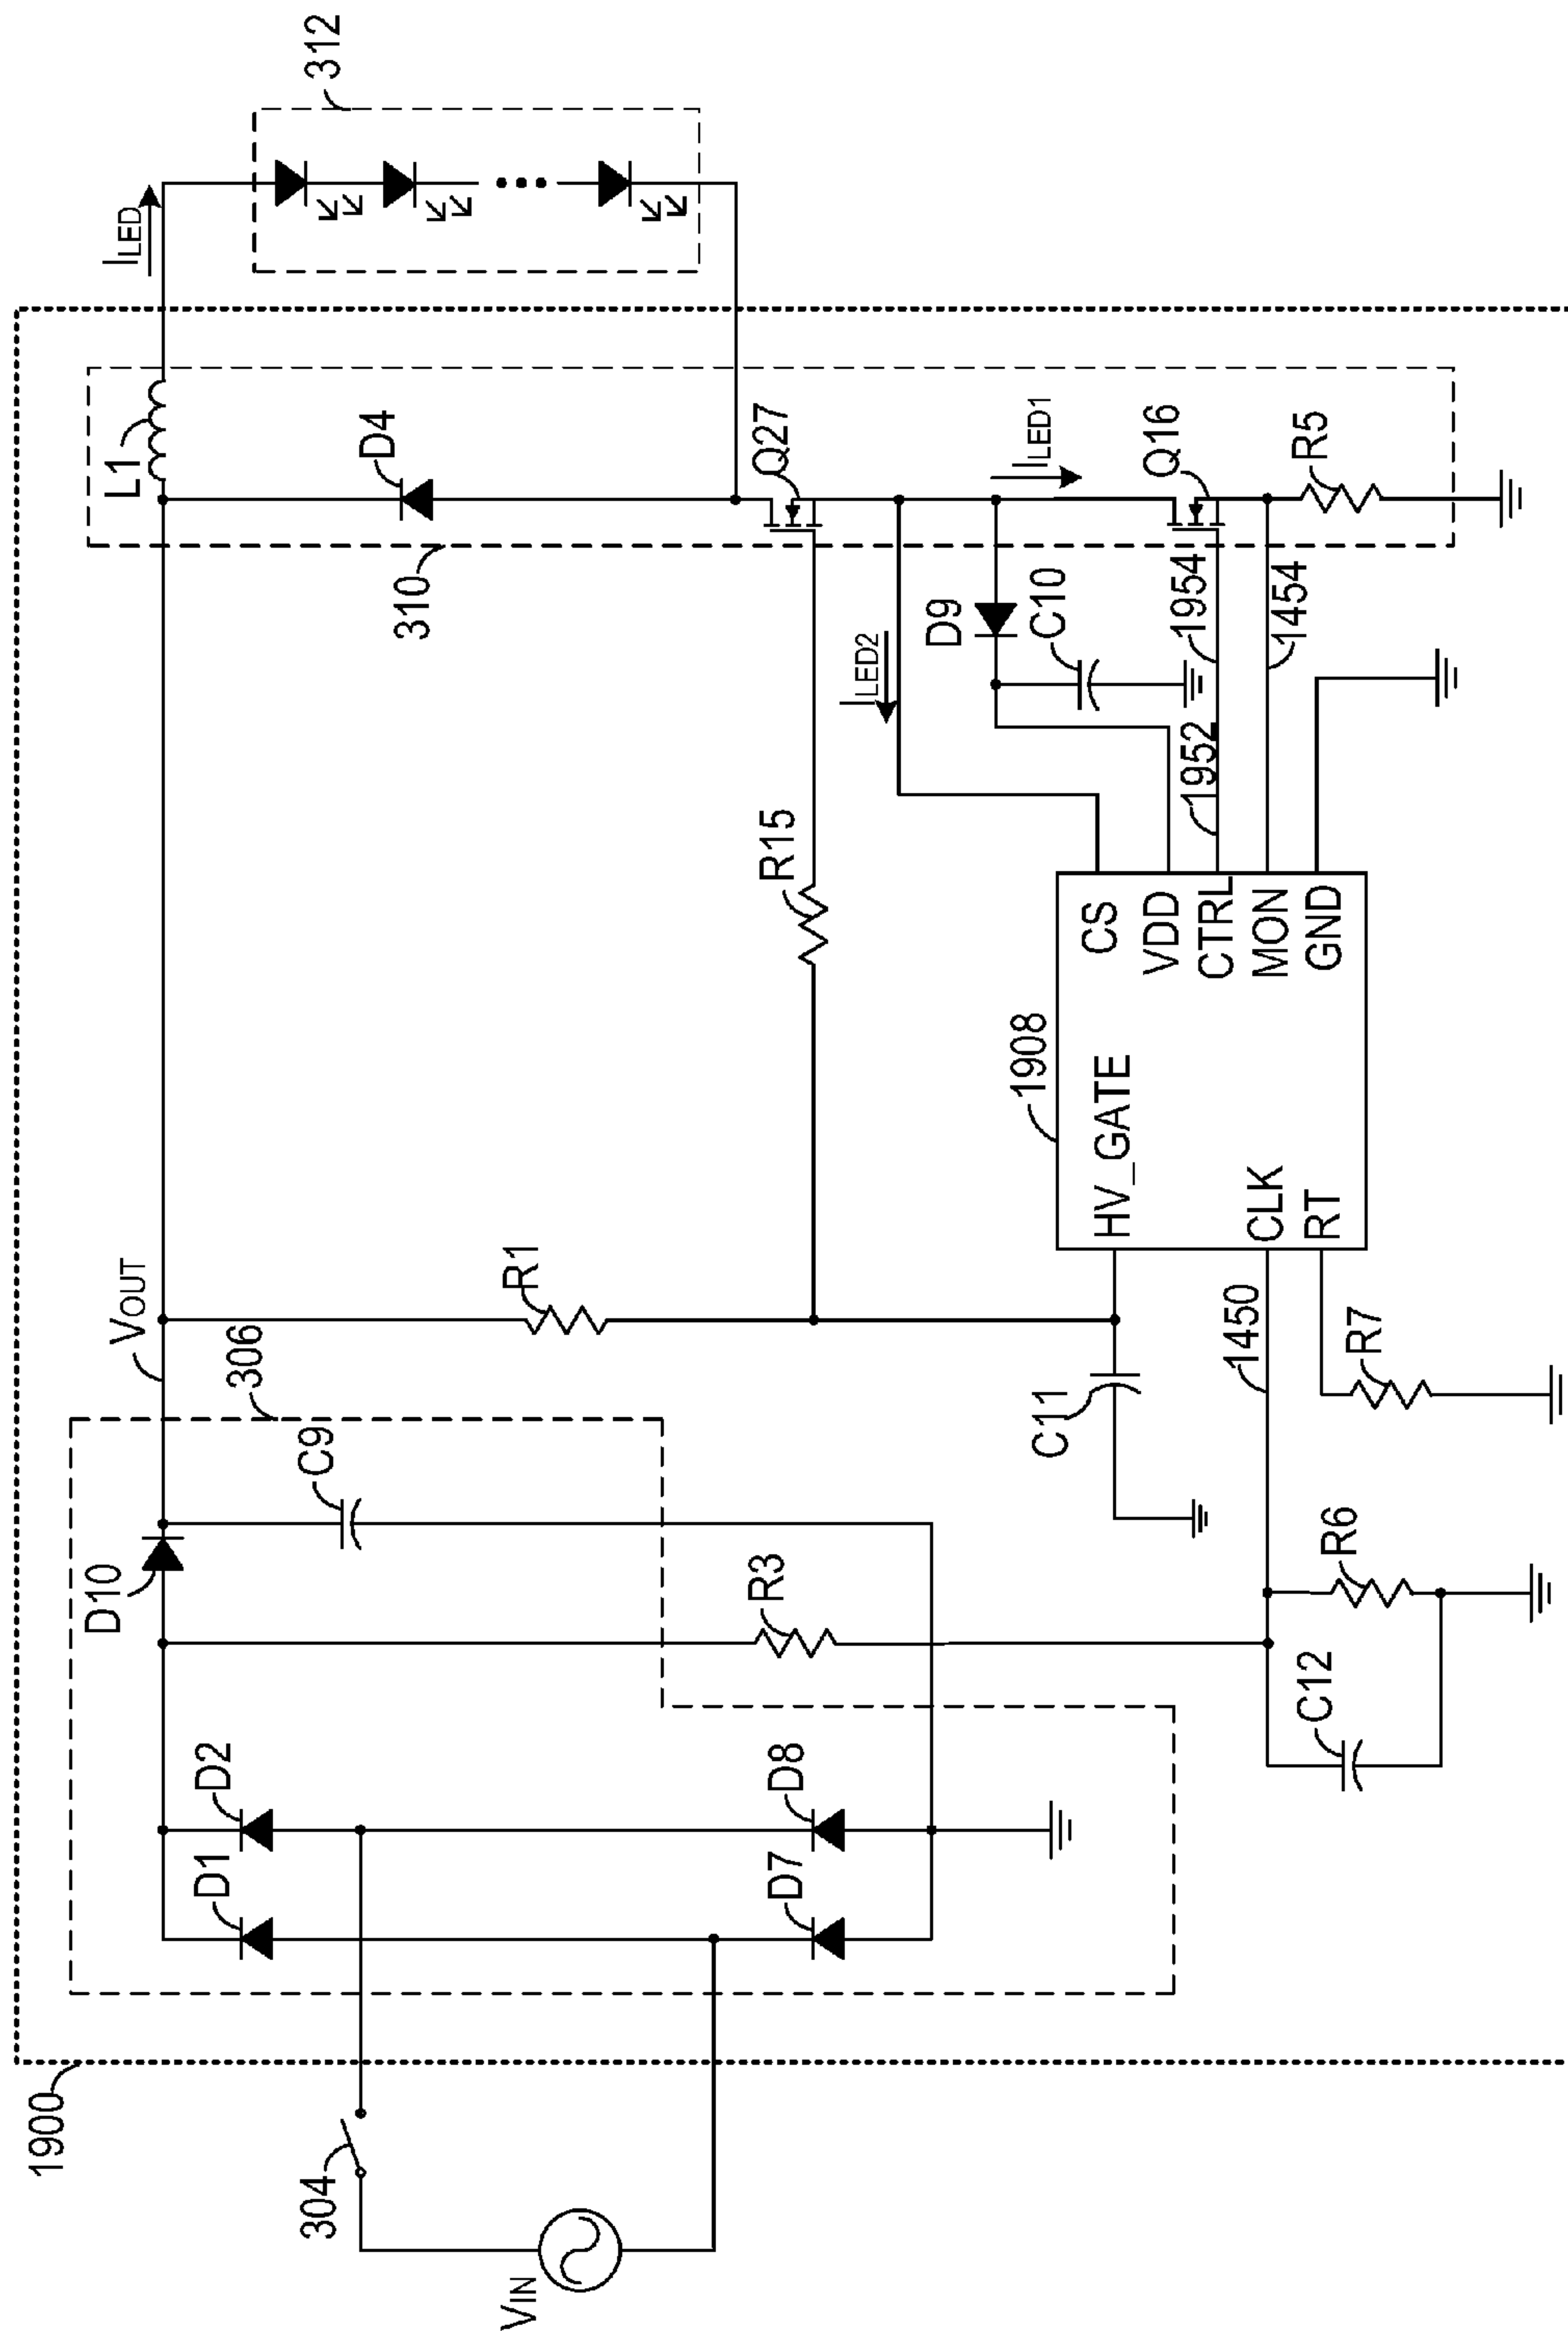 1900
304
VIN
D1
D2
D7
D8
D10
C9
306
VOUT
R3
R1
C12
R6
1450
R7
C11
HV_GATE
CLK
RT
1908
CS
VDD
CTRL
MON
GND
R15
1952
1954
1454
ILED2
D9
C10
310
L1
D4
Q27
ILED1
Q16
R5
ILED
312